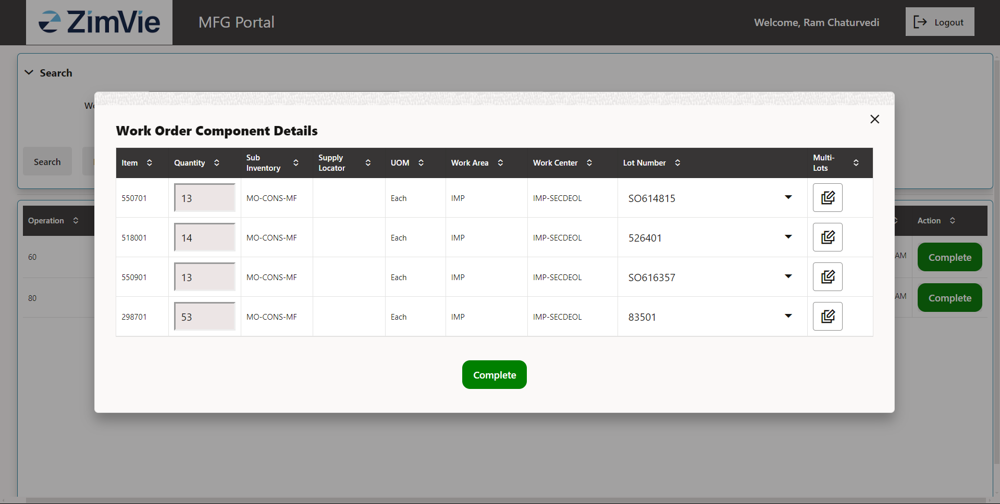 ZimVie
MFG Portal
Welcome, Ram Chaturvedi
Logout
Search
Search
Work Order Component Details
Item Quantity Sub Inventory Supply Locator UOM Work Area Work Center Lot Number Multi-Lots
550701 13 MO-CONS-MF Each IMP IMP-SECDEOL SO614815
518001 14 MO-CONS-MF Each IMP IMP-SECDEOL 526401
550901 13 MO-CONS-MF Each IMP IMP-SECDEOL SO616357
298701 53 MO-CONS-MF Each IMP IMP-SECDEOL 83501
Complete
Operation Action
60 AM Complete
80 AM Complete